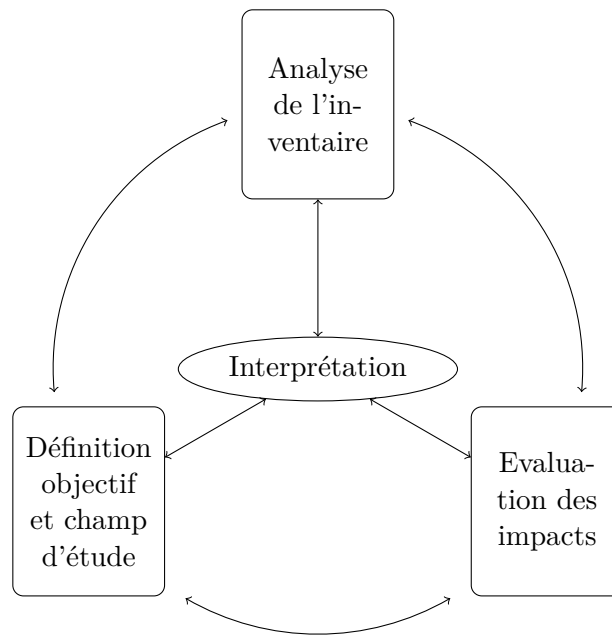 Analyse
de l'in-
ventaire
Interprétation
Définition
objectif
et champ
d'étude
Evalua-
tion des
impacts